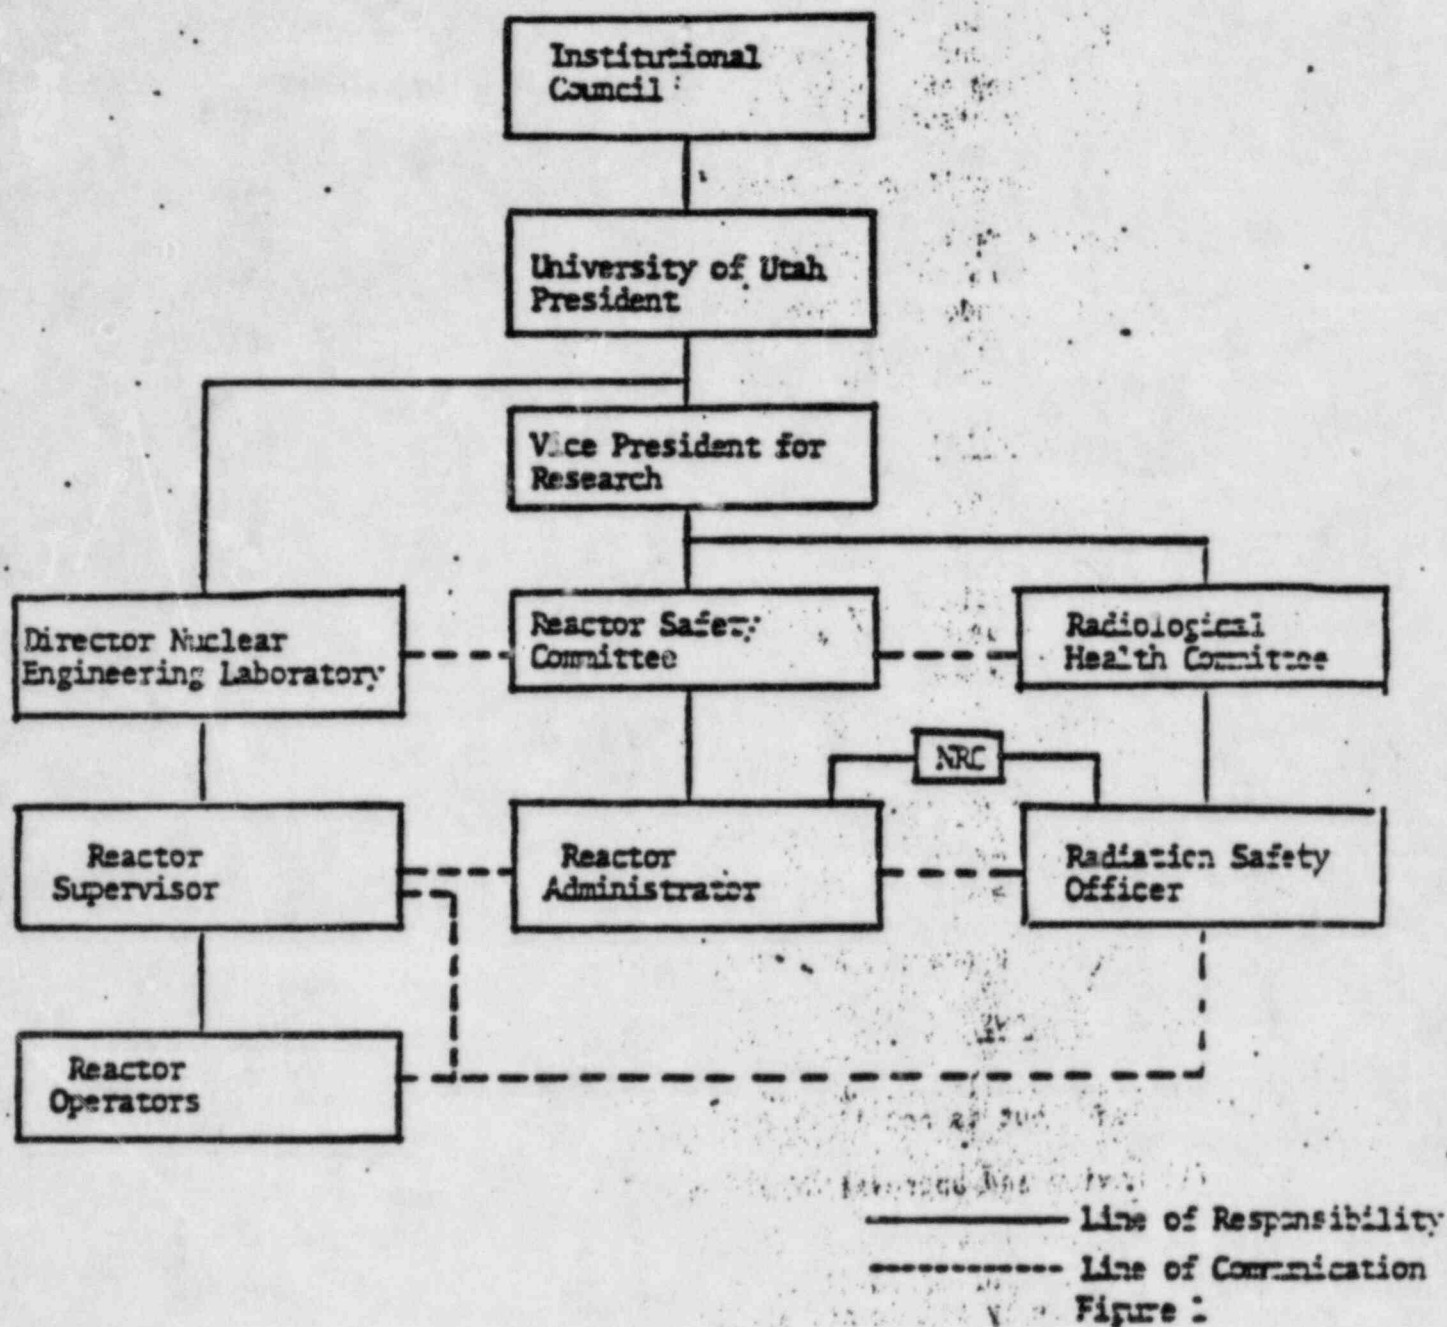 Institutional
Council
University of Utah
President
Vice President for
Research
Director Nuclear
Engineering Laboratory
Reactor Safety
Committee
Radiological
Health Committee
NRC
Reactor
Supervisor
Reactor
Administrator
Radiation Safety
Officer
Reactor
Operators
Line of Responsibility
Line of Communication
Figure